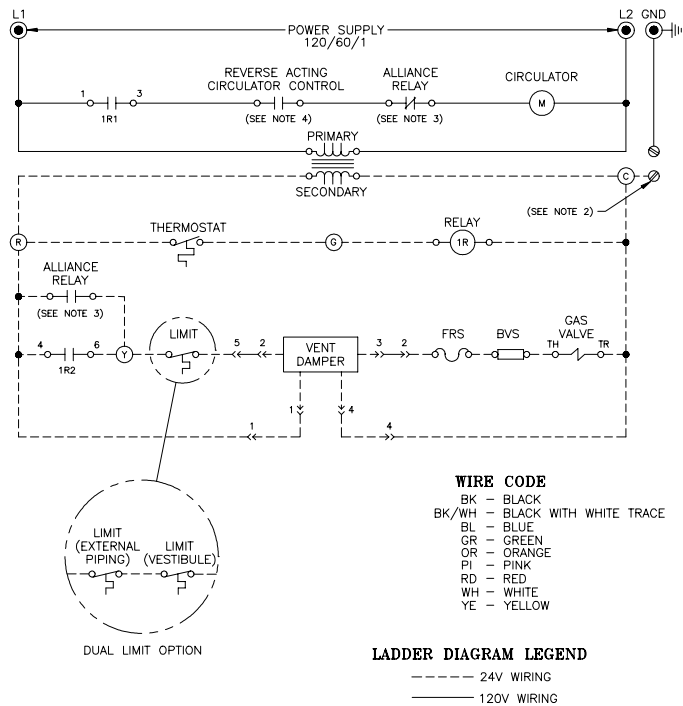 L1
L2 GND
POWER SUPPLY
120/60/1
REVERSE ACTING
CIRCULATOR CONTROL
ALLIANCE
RELAY
CIRCULATOR
1
3
1R1
(SEE NOTE 4)
(SEE NOTE 3)
M
PRIMARY
SECONDARY
C
(SEE NOTE 2)
THERMOSTAT
RELAY
R
G
1R
ALLIANCE
RELAY
(SEE NOTE 3)
LIMIT
4
6
1R2
Y
5
2
VENT
DAMPER
3
2
FRS
BVS
GAS
VALVE
TH
TR
1
4
1
4
LIMIT
(EXTERNAL
PIPING)
LIMIT
(VESTIBULE)
DUAL LIMIT OPTION
WIRE CODE
BK – BLACK
BK/WH – BLACK WITH WHITE TRACE
BL – BLUE
GR – GREEN
OR – ORANGE
PI – PINK
RD – RED
WH – WHITE
YE – YELLOW
LADDER DIAGRAM LEGEND
24V WIRING
120V WIRING